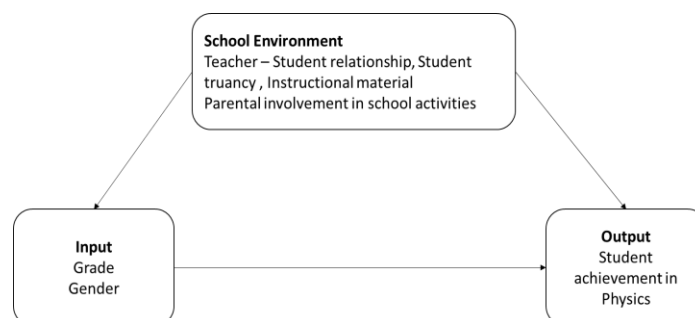 School Environment
Teacher – Student relationship, Student
truancy , Instructional material
Parental involvement in school activities
Input
Grade
Gender
Output
Student
achievement in
Physics